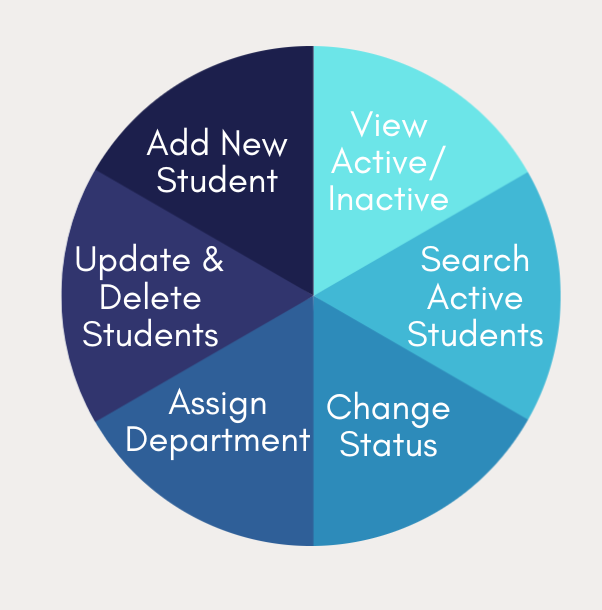 Add New
Student
View
Active/
Inactive
Update &
Delete
Students
Search
Active
Students
Assign
Department
Change
Status